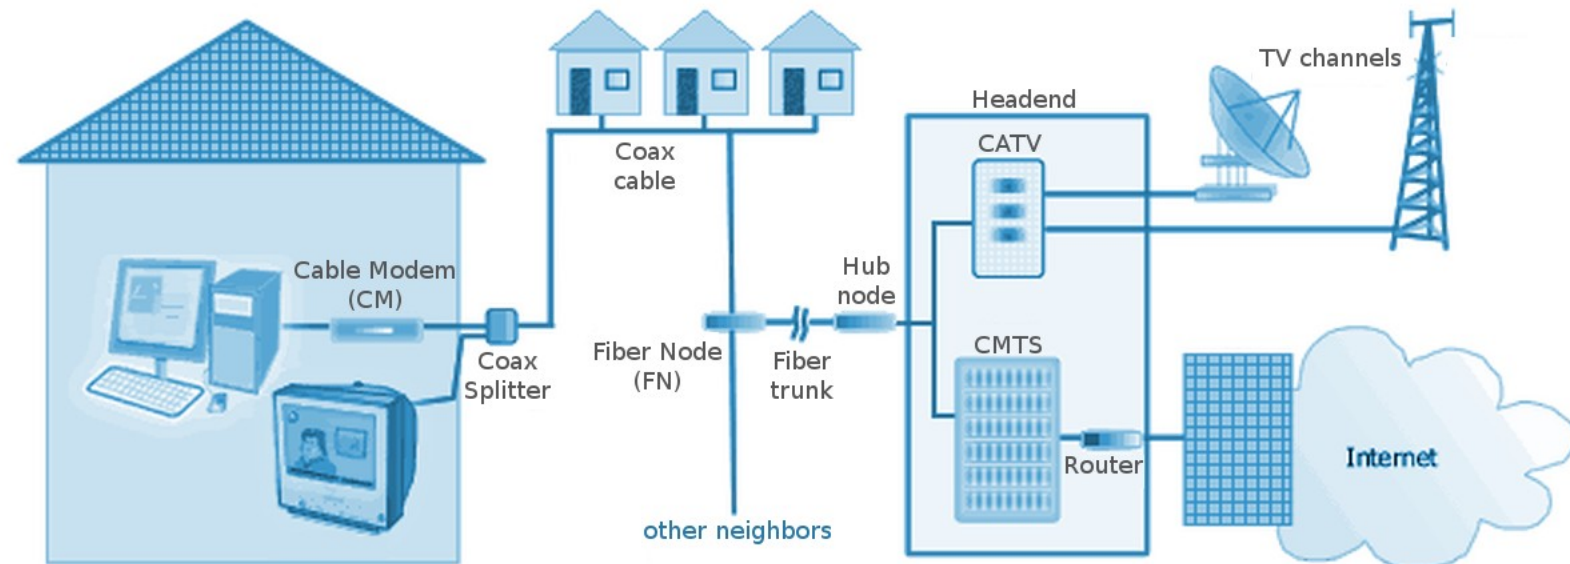 TV channels
Headend
CATV
Coax
cable
Cable Modem
(CM)
Hub
node
Coax
Splitter
Fiber Node
(FN)
Fiber
trunk
CMTS
Router
Internet
other neighbors